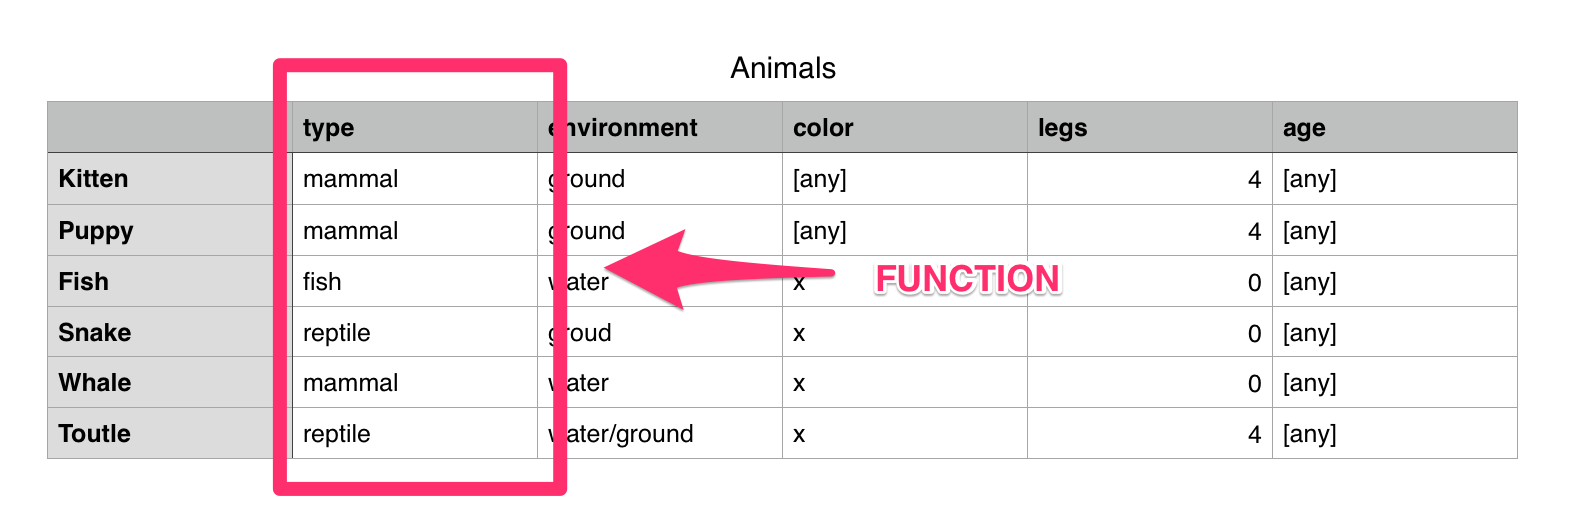 Animals
type environment color legs age
Kitten mammal ground [any] 4 [any]
Puppy mammal ground [any] 4 [any]
Fish fish water x 0 [any]
FUNCTION
Snake reptile groud x 0 [any]
Whale mammal water x 0 [any]
Toutle reptile water/ground x 4 [any]